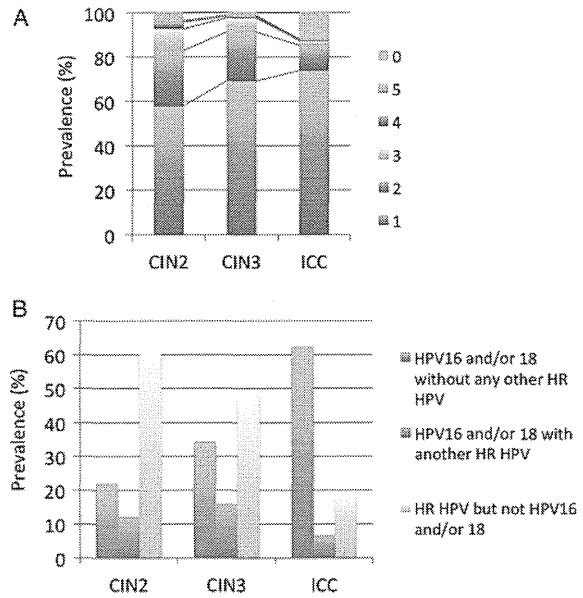 A
Prevalence (%)
100
80
60
40
20
0
CIN2 CIN3 ICC
0
5
4
3
2
1
B
Prevalence (%)
70
60
50
40
30
20
10
0
CIN2 CIN3 ICC
HPV16 and/or 18
without any other HR
HPV
HPV16 and/or 18 with
another HR HPV
HR HPV but not HPV16
and/or 18